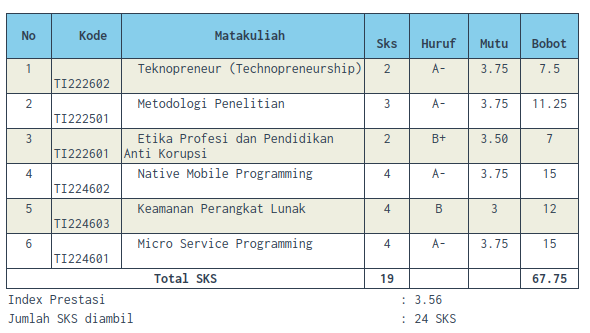 No Kode Matakuliah Sks Huruf Mutu Bobot
1 TI222602 Teknopreneur (Technopreneurship) 2 A- 3.75 7.5
2 TI222501 Metodologi Penelitian 3 A- 3.75 11.25
3 TI222601 Etika Profesi dan Pendidikan 2 B+ 3.50 7
Anti Korupsi
4 TI224602 Native Mobile Programming 4 A- 3.75 15
5 TI224603 Keamanan Perangkat Lunak 4 B 3 12
6 TI224601 Micro Service Programming 4 A- 3.75 15
Total SKS 19 67.75
Index Prestasi : 3.56
Jumlah SKS diambil : 24 SKS